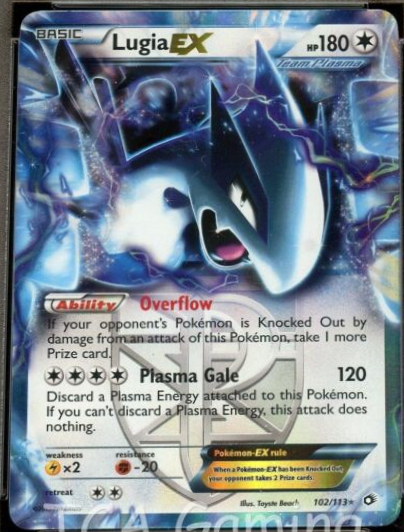 BASIC Lugia EX HP 180
Team Plasma
Ability Overflow
If your opponent's Pokémon is Knocked Out by
damage from an attack of this Pokémon, take 1 more
Prize card.
Plasma Gale 120
Discard a Plasma Energy attached to this Pokémon.
If you can't discard a Plasma Energy, this attack does
nothing.
weakness resistance
×2 -20
retreat
Pokémon-EX rule
When a Pokémon-EX has been Knocked Out,
your opponent takes 2 Prize cards.
Illus. Toyste Beach 102/113
Gaming